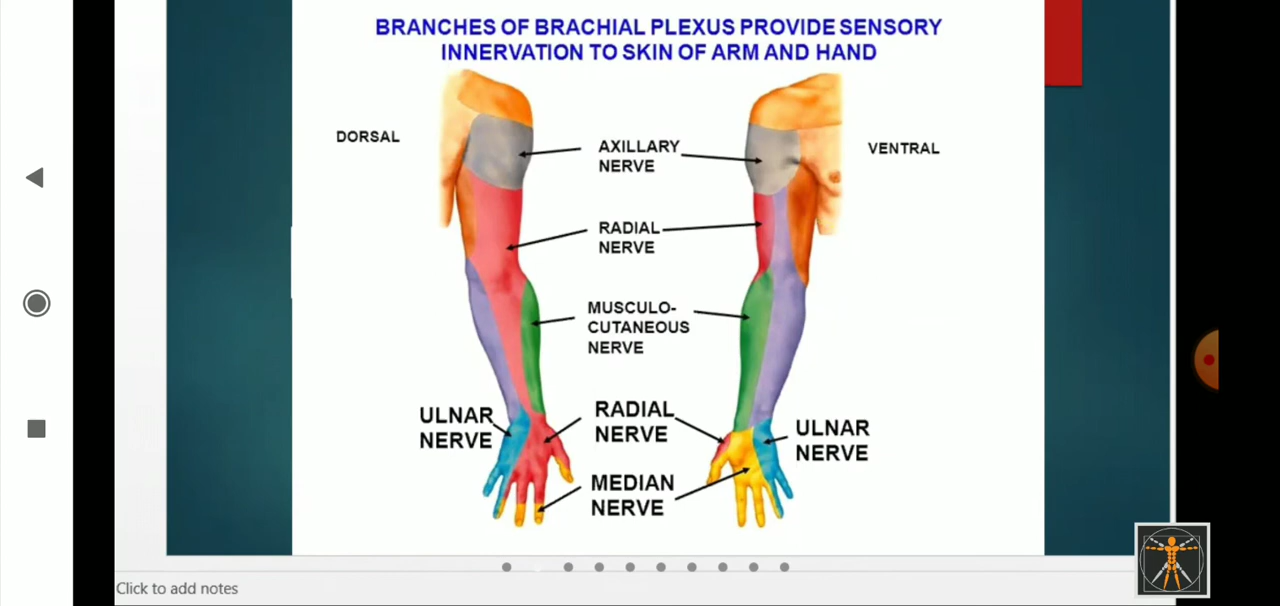 BRANCHES OF BRACHIAL PLEXUS PROVIDE SENSORY
INNERVATION TO SKIN OF ARM AND HAND
DORSAL
AXILLARY
NERVE
VENTRAL
RADIAL
NERVE
MUSCULO-
CUTANEOUS
NERVE
ULNAR
NERVE
RADIAL
NERVE
ULNAR
NERVE
MEDIAN
NERVE
Click to add notes